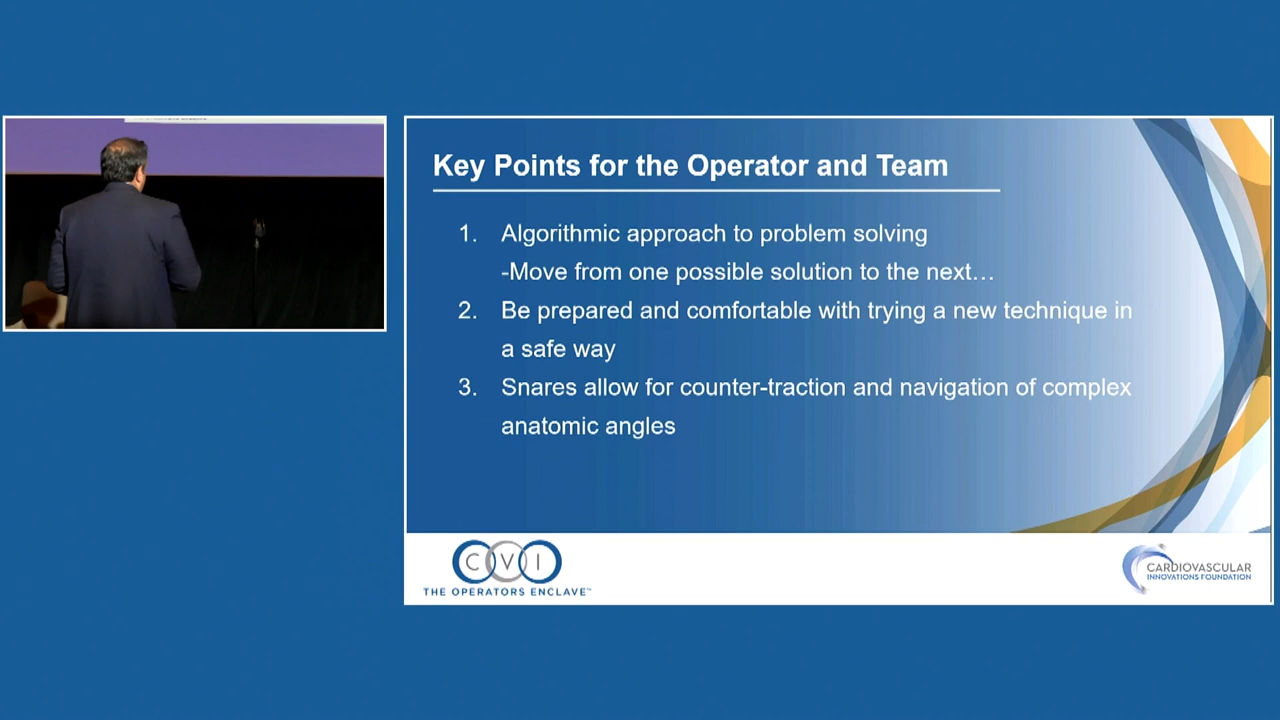 Key Points for the Operator and Team
1. Algorithmic approach to problem solving
-Move from one possible solution to the next…
2. Be prepared and comfortable with trying a new technique in
a safe way
3. Snares allow for counter-traction and navigation of complex
anatomic angles
CVI
THE OPERATORS ENCLAVE™
CARDIOVASCULAR
INNOVATIONS FOUNDATION